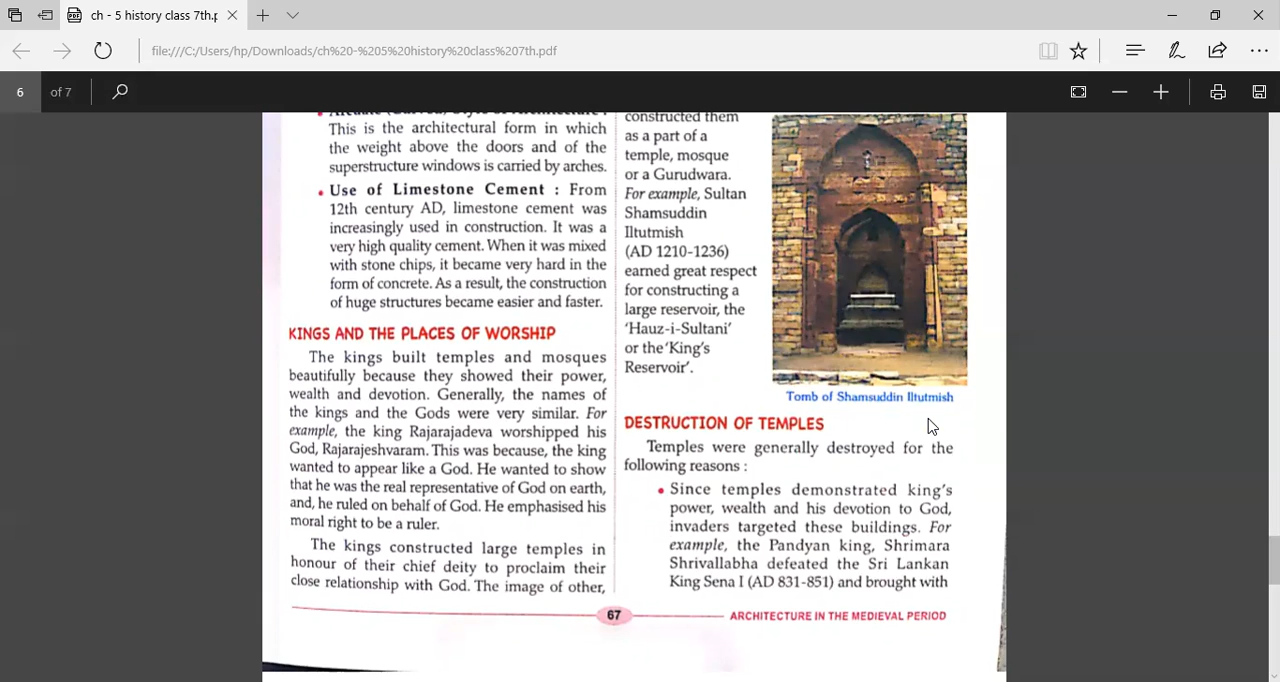 ch - 5 history class 7th.p
file:///C:/Users/hp/Downloads/ch%20-%205%20history%20class%207th.pdf
6 of 7
This is the architectural form in which
the weight above the doors and of the
superstructure windows is carried by arches.
• Use of Limestone Cement : From
12th century AD, limestone cement was
increasingly used in construction. It was a
very high quality cement. When it was mixed
with stone chips, it became very hard in the
form of concrete. As a result, the construction
of huge structures became easier and faster.
KINGS AND THE PLACES OF WORSHIP
The kings built temples and mosques
beautifully because they showed their power,
wealth and devotion. Generally, the names of
the kings and the Gods were very similar. For
example, the king Rajarajadeva worshipped his
God, Rajarajeshvaram. This was because, the king
wanted to appear like a God. He wanted to show
that he was the real representative of God on earth,
and, he ruled on behalf of God. He emphasised his
moral right to be a ruler.
The kings constructed large temples in
honour of their chief deity to proclaim their
close relationship with God. The image of other,
constructed them
as a part of a
temple, mosque
or a Gurudwara.
For example, Sultan
Shamsuddin
Iltutmish
(AD 1210-1236)
earned great respect
for constructing a
large reservoir, the
'Hauz-i-Sultani'
or the 'King's
Reservoir'.
Tomb of Shamsuddin Iltutmish
DESTRUCTION OF TEMPLES
Temples were generally destroyed for the
following reasons :
• Since temples demonstrated king's
power, wealth and his devotion to God,
invaders targeted these buildings. For
example, the Pandyan king, Shrimara
Shrivallabha defeated the Sri Lankan
King Sena I (AD 831-851) and brought with
67
ARCHITECTURE IN THE MEDIEVAL PERIOD